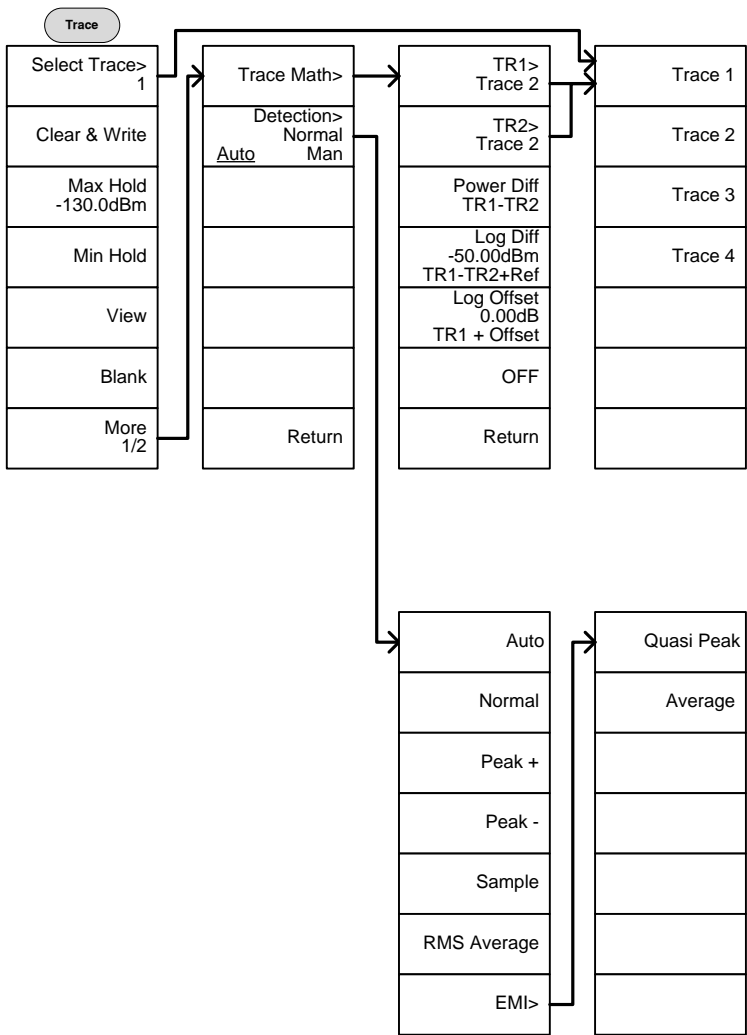 Trace
Select Trace>
1
Clear & Write
Max Hold
-130.0dBm
Min Hold
View
Blank
More
1/2
Trace Math>
Detection>
Normal
Auto Man
Return
TR1>
Trace 2
TR2>
Trace 2
Power Diff
TR1-TR2
Log Diff
-50.00dBm
TR1-TR2+Ref
Log Offset
0.00dB
TR1 + Offset
OFF
Return
Trace 1
Trace 2
Trace 3
Trace 4
Auto
Normal
Peak +
Peak -
Sample
RMS Average
EMI>
Quasi Peak
Average